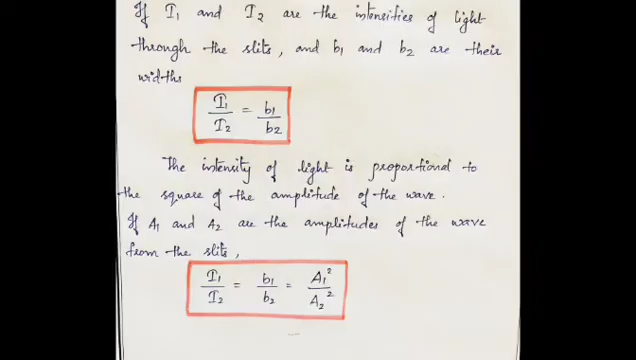 If I1 and I2 are the intensities of light
through the slits, and b1 and b2 are their
widths
I1/I2 = b1/b2
The intensity of light is proportional to
the square of the amplitude of the wave.
If A1 and A2 are the amplitudes of the wave
from the slits,
I1/I2 = b1/b2 = A1²/A2²